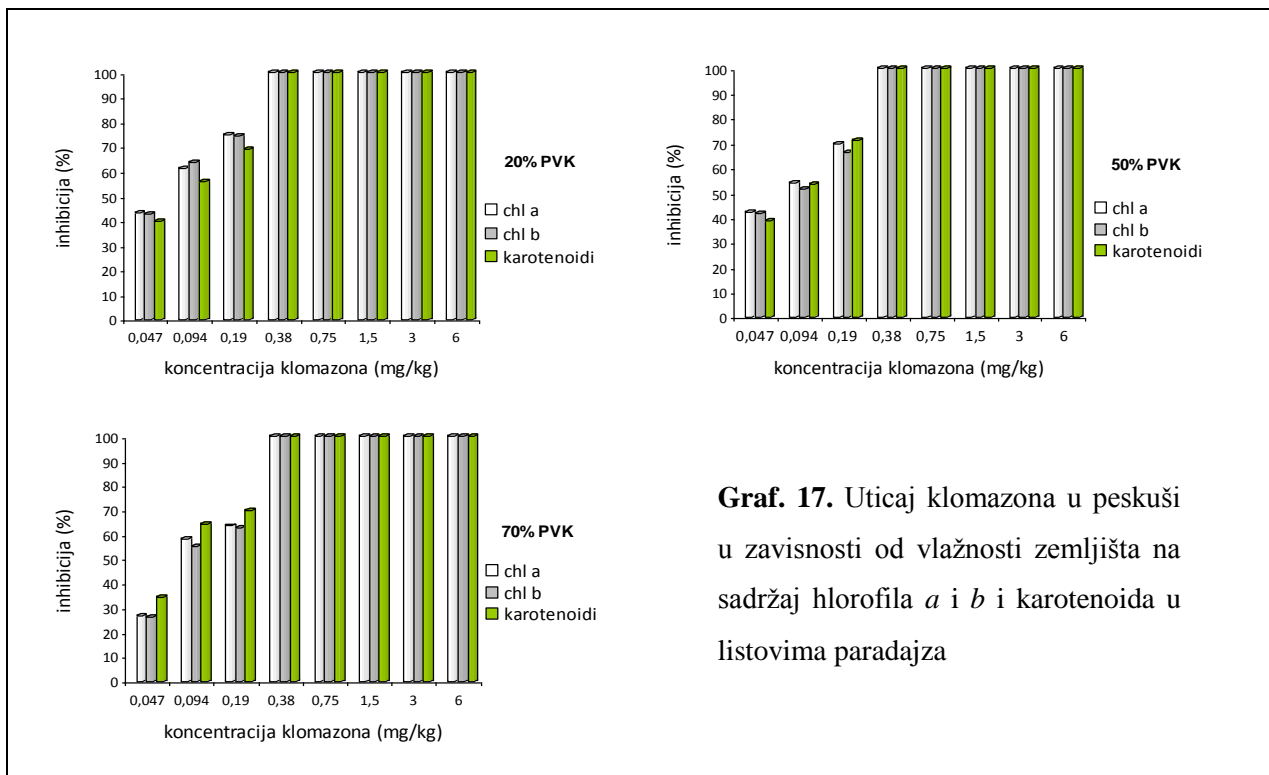 100
90
80
70
60
50
40
30
20
10
0
inhibicija (%)
0,047 0,094 0,19 0,38 0,75 1,5 3 6
koncentracija klomazona (mg/kg)
20% PVK
chl a
chl b
karotenoidi
100
90
80
70
60
50
40
30
20
10
0
inhibicija (%)
0,047 0,094 0,19 0,38 0,75 1,5 3 6
koncentracija klomazona (mg/kg)
50% PVK
chl a
chl b
karotenoidi
100
90
80
70
60
50
40
30
20
10
0
inhibicija (%)
0,047 0,094 0,19 0,38 0,75 1,5 3 6
koncentracija klomazona (mg/kg)
70% PVK
chl a
chl b
karotenoidi
Graf. 17. Uticaj klomazona u peskuši
u zavisnosti od vlažnosti zemljišta na
sadržaj hlorofila a i b i karotenoida u
listovima paradajza